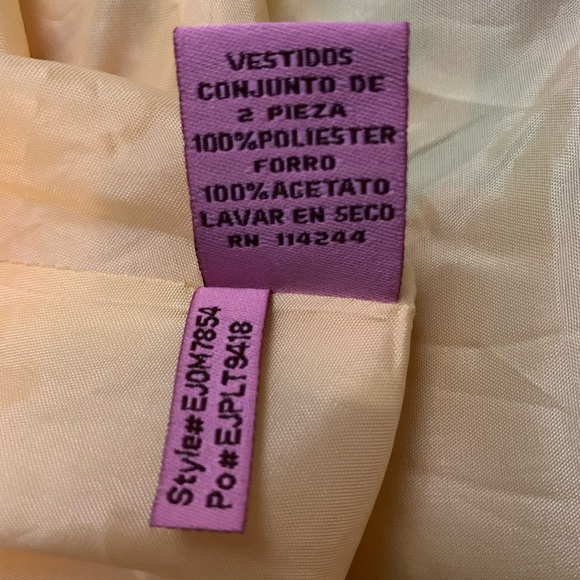 VESTIDOS
CONJUNTO DE
2 PIEZA
100%POLIESTER
FORRO
100%ACETATO
LAVAR EN SECO
RN 114244
Style#EJOM7854
Po#EJPLT9418